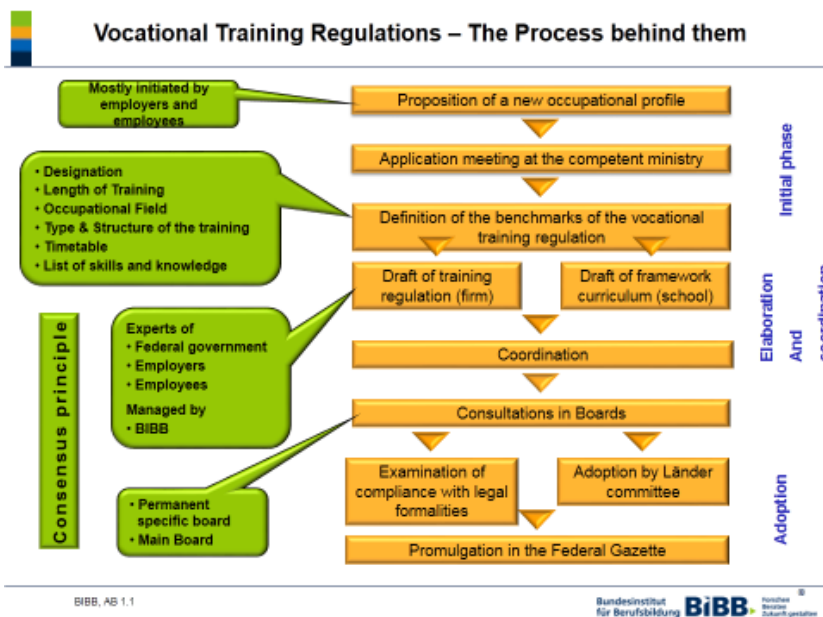 Vocational Training Regulations – The Process behind them
Mostly initiated by
employers and
employees
Proposition of a new occupational profile
Application meeting at the competent ministry
Initial phase
• Designation
• Length of Training
• Occupational Field
• Type & Structure of the training
• Timetable
• List of skills and knowledge
Definition of the benchmarks of the vocational
training regulation
Draft of training
regulation (firm)
Draft of framework
curriculum (school)
Elaboration
And
coordination
Consensus principle
Experts of
• Federal government
• Employers
• Employees
Managed by
• BIBB
Coordination
Consultations in Boards
Examination of
compliance with legal
formalities
Adoption by Länder
committee
Adoption
• Permanent
specific board
• Main Board
Promulgation in the Federal Gazette
BIBB, AB 1.1
Bundesinstitut
für Berufsbildung
BiBB
Forschen
Beraten
Zukunft gestalten